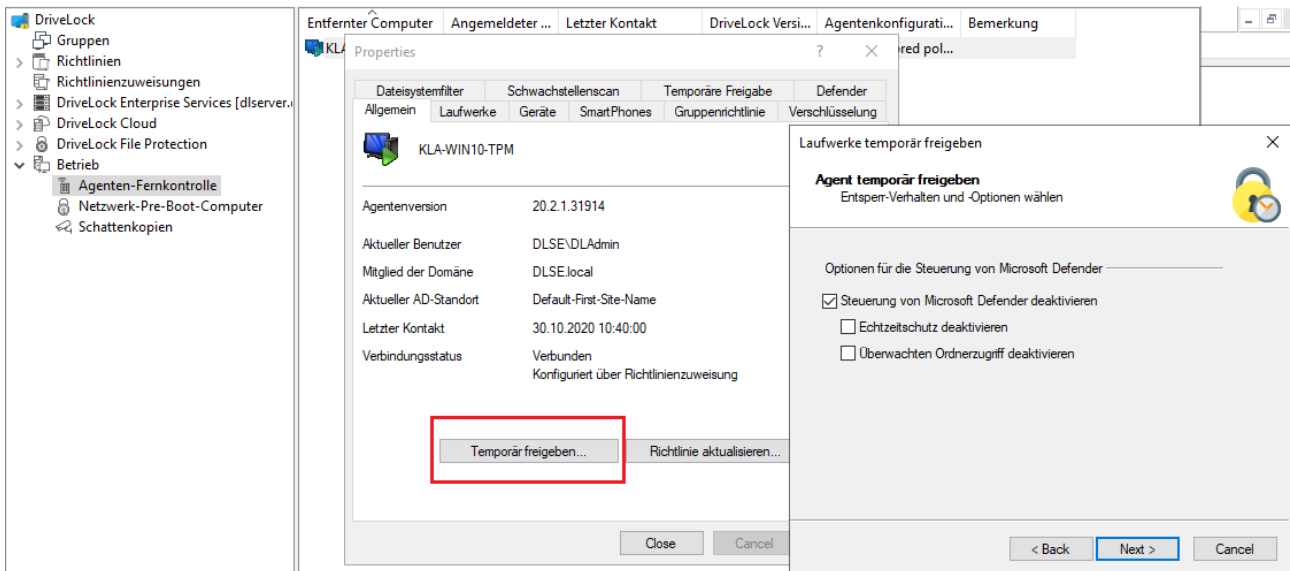 DriveLock
Gruppen
Richtlinien
Richtlinienzuweisungen
DriveLock Enterprise Services [dlserver.
DriveLock Cloud
DriveLock File Protection
Betrieb
Agenten-Fernkontrolle
Netzwerk-Pre-Boot-Computer
Schattenkopien
Entfernter Computer Angemeldeter ... Letzter Kontakt DriveLock Versi... Agentenkonfigurati... Bemerkung
KLA ored pol...
Properties ?
Dateisystemfilter Schwachstellenscan Temporäre Freigabe Defender
Allgemein Laufwerke Geräte SmartPhones Gruppenrichtlinie Verschlüsselung
KLA-WIN10-TPM
Agentenversion 20.2.1.31914
Aktueller Benutzer DLSE\DLAdmin
Mitglied der Domäne DLSE.local
Aktueller AD-Standort Default-First-Site-Name
Letzter Kontakt 30.10.2020 10:40:00
Verbindungsstatus Verbunden
Konfiguriert über Richtlinienzuweisung
Temporär freigeben... Richtlinie aktualisieren...
Close Cancel
Laufwerke temporär freigeben
Agent temporär freigeben
Entsperr-Verhalten und -Optionen wählen
Optionen für die Steuerung von Microsoft Defender
Steuerung von Microsoft Defender deaktivieren
Echtzeitschutz deaktivieren
Überwachten Ordnerzugriff deaktivieren
< Back Next > Cancel